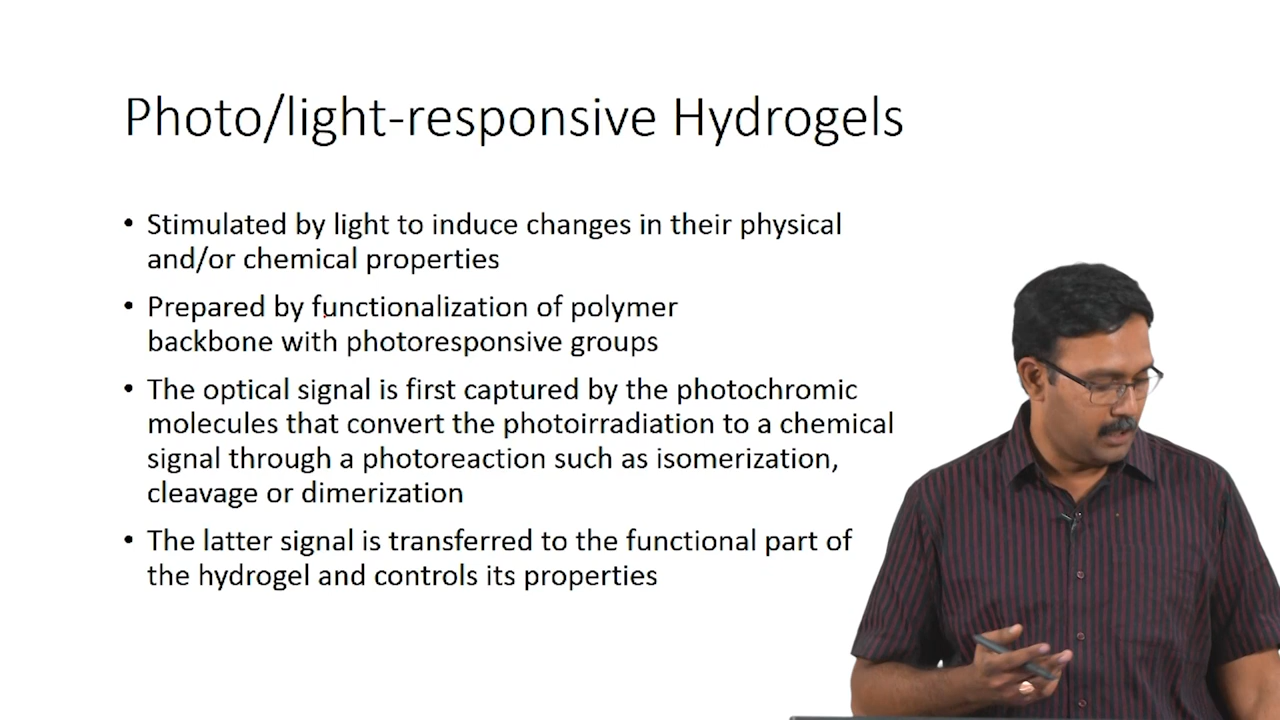 Photo/light-responsive Hydrogels
• Stimulated by light to induce changes in their physical
and/or chemical properties
• Prepared by functionalization of polymer
backbone with photoresponsive groups
• The optical signal is first captured by the photochromic
molecules that convert the photoirradiation to a chemical
signal through a photoreaction such as isomerization,
cleavage or dimerization
• The latter signal is transferred to the functional part of
the hydrogel and controls its properties